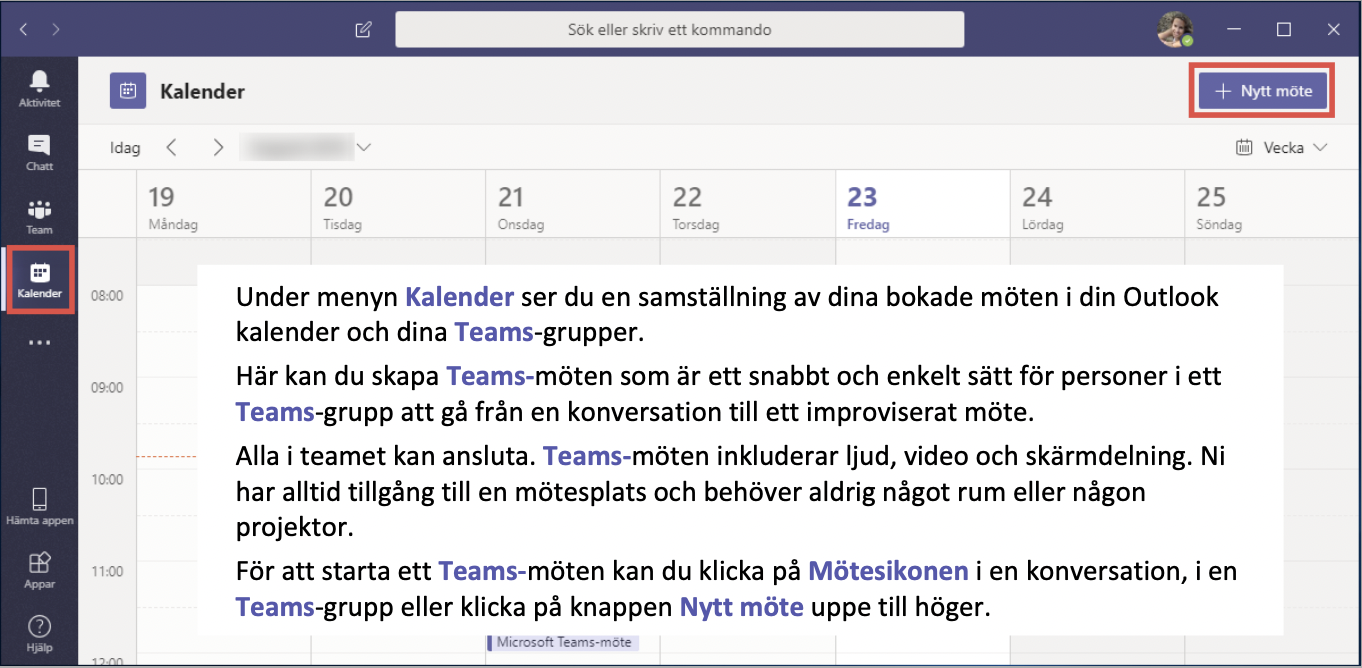 Sök eller skriv ett kommando
Aktivitet
Chatt
Team
Kalender
Hämta appen
Appar
Hjälp
Kalender
+ Nytt möte
Idag
Vecka
19
Måndag
20
Tisdag
21
Onsdag
22
Torsdag
23
Fredag
24
Lördag
25
Söndag
08:00
09:00
10:00
11:00
12:00
Under menyn Kalender ser du en samställning av dina bokade möten i din Outlook
kalender och dina Teams-grupper.
Här kan du skapa Teams-möten som är ett snabbt och enkelt sätt för personer i ett
Teams-grupp att gå från en konversation till ett improviserat möte.
Alla i teamet kan ansluta. Teams-möten inkluderar ljud, video och skärmdelning. Ni
har alltid tillgång till en mötesplats och behöver aldrig något rum eller någon
projektor.
För att starta ett Teams-möten kan du klicka på Mötesikonen i en konversation, i en
Teams-grupp eller klicka på knappen Nytt möte uppe till höger.
Microsoft Teams-möte